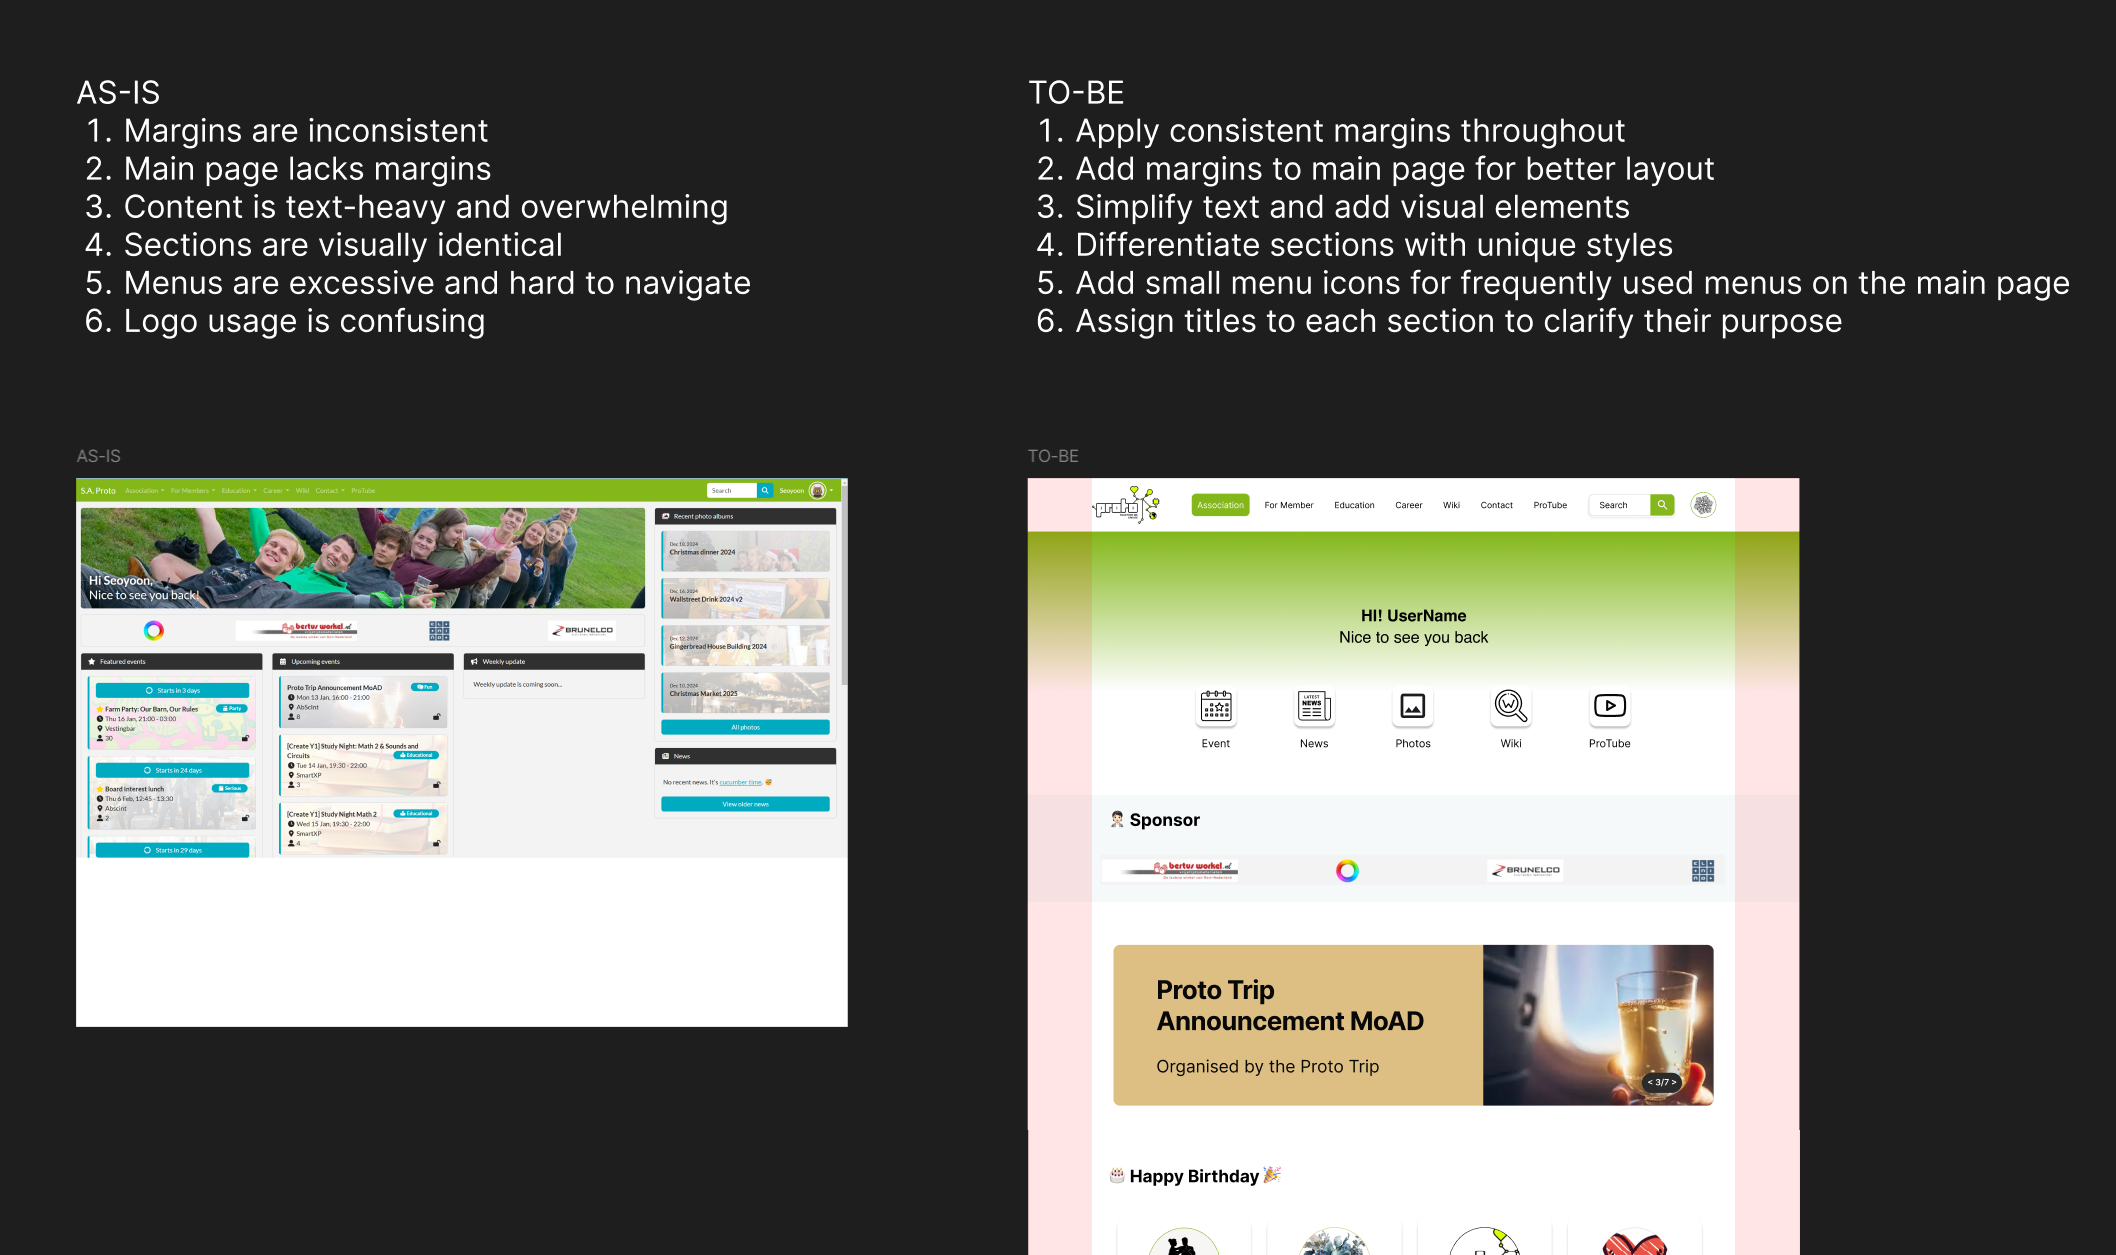 AS-IS
1. Margins are inconsistent
2. Main page lacks margins
3. Content is text-heavy and overwhelming
4. Sections are visually identical
5. Menus are excessive and hard to navigate
6. Logo usage is confusing
TO-BE
1. Apply consistent margins throughout
2. Add margins to main page for better layout
3. Simplify text and add visual elements
4. Differentiate sections with unique styles
5. Add small menu icons for frequently used menus on the main page
6. Assign titles to each section to clarify their purpose
AS-IS
S.A. Proto Association For Members Education Career Wiki Contact ProTube Search Seoyoon
Hi Seoyoon,
Nice to see you back!
bertus workel.nl
BRUNELCO
Featured events
Starts in 3 days
Farm Party: Our Barn, Our Rules Party
Thu 16 Jan, 21:00 - 03:00
Vestingbar
30
Starts in 24 days
Board interest lunch Serious
Thu 6 Feb, 12:45 - 13:30
Abscint
2
Starts in 29 days
Upcoming events
Proto Trip Announcement MoAD Fun
Mon 13 Jan, 16:00 - 21:00
AbScint
8
[Create Y1] Study Night: Math 2 & Sounds and
Circuits Educational
Tue 14 Jan, 19:30 - 22:00
SmartXP
3
[Create Y1] Study Night Math 2 Educational
Wed 15 Jan, 19:30 - 22:00
SmartXP
4
Weekly update
Weekly update is coming soon...
Recent photo albums
Dec 18, 2024
Christmas dinner 2024
Dec 16, 2024
Wallstreet Drink 2024 v2
Dec 12, 2024
Gingerbread House Building 2024
Dec 10, 2024
Christmas Market 2025
All photos
News
No recent news. It's cucumber time.
View older news
TO-BE
proto
Association For Member Education Career Wiki Contact ProTube Search
HI! UserName
Nice to see you back
LATEST
NEWS
W
Event News Photos Wiki ProTube
Sponsor
bertus workel.nl
BRUNELCO
Proto Trip
Announcement MoAD
Organised by the Proto Trip
< 3/7 >
Happy Birthday